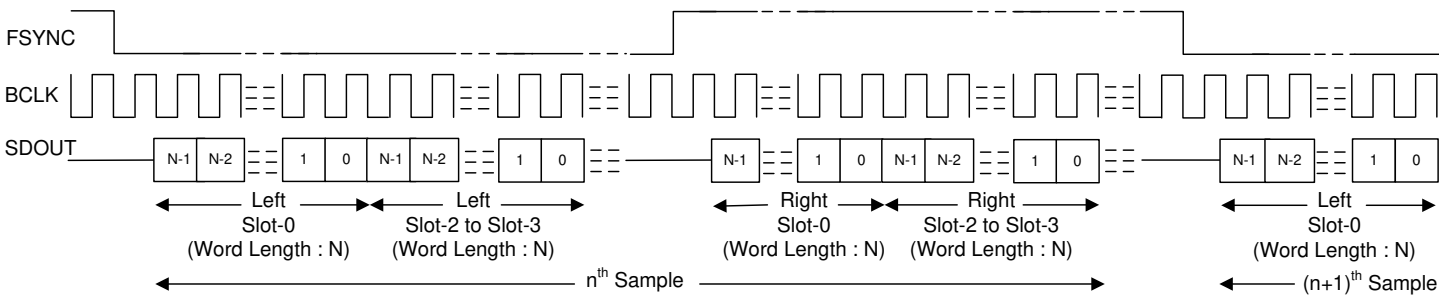 FSYNC
BCLK
SDOUT
N-1 N-2 1 0 N-1 N-2 1 0 N-1 1 0 N-1 N-2 1 0 N-1 N-2 1 0
Left Left Right Right Left
Slot-0 Slot-2 to Slot-3 Slot-0 Slot-2 to Slot-3 Slot-0
(Word Length : N) (Word Length : N) (Word Length : N) (Word Length : N) (Word Length : N)
nth Sample (n+1)th Sample